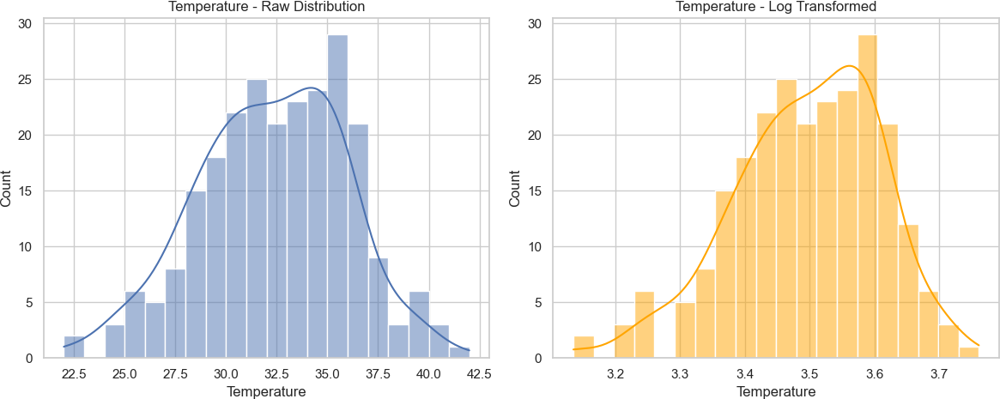 Temperature - Raw Distribution
30
25
20
15
10
5
0
Count
22.5 25.0 27.5 30.0 32.5 35.0 37.5 40.0 42.5
Temperature
Temperature - Log Transformed
30
25
20
15
10
5
0
Count
3.2 3.3 3.4 3.5 3.6 3.7
Temperature